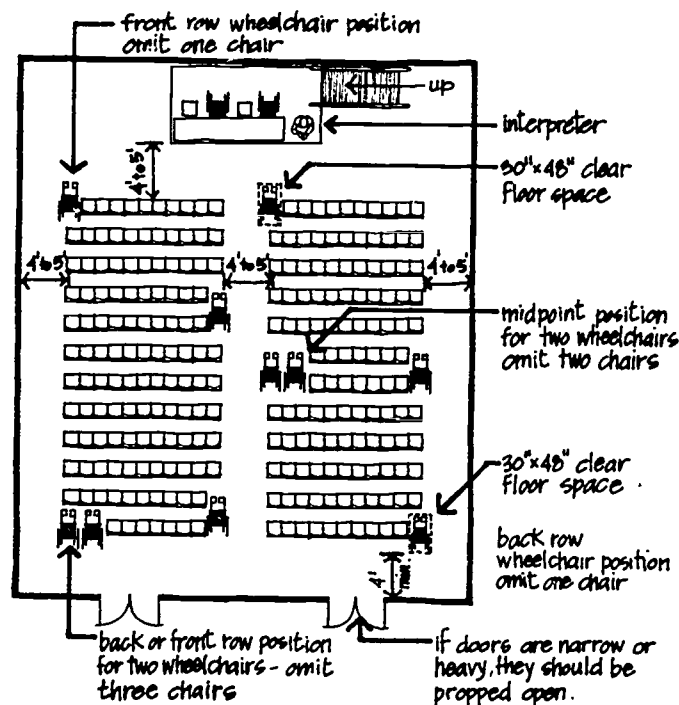 front row wheelchair position
omit one chair
up
interpreter
4' to 5'
30"x48" clear
floor space
4' to 5'
4' to 5'
4' to 5'
midpoint position
for two wheelchairs
omit two chairs
30"x48" clear
floor space .
back row
wheelchair position
omit one chair
4'
min.
back or front row position
for two wheelchairs - omit
three chairs
if doors are narrow or
heavy, they should be
propped open.